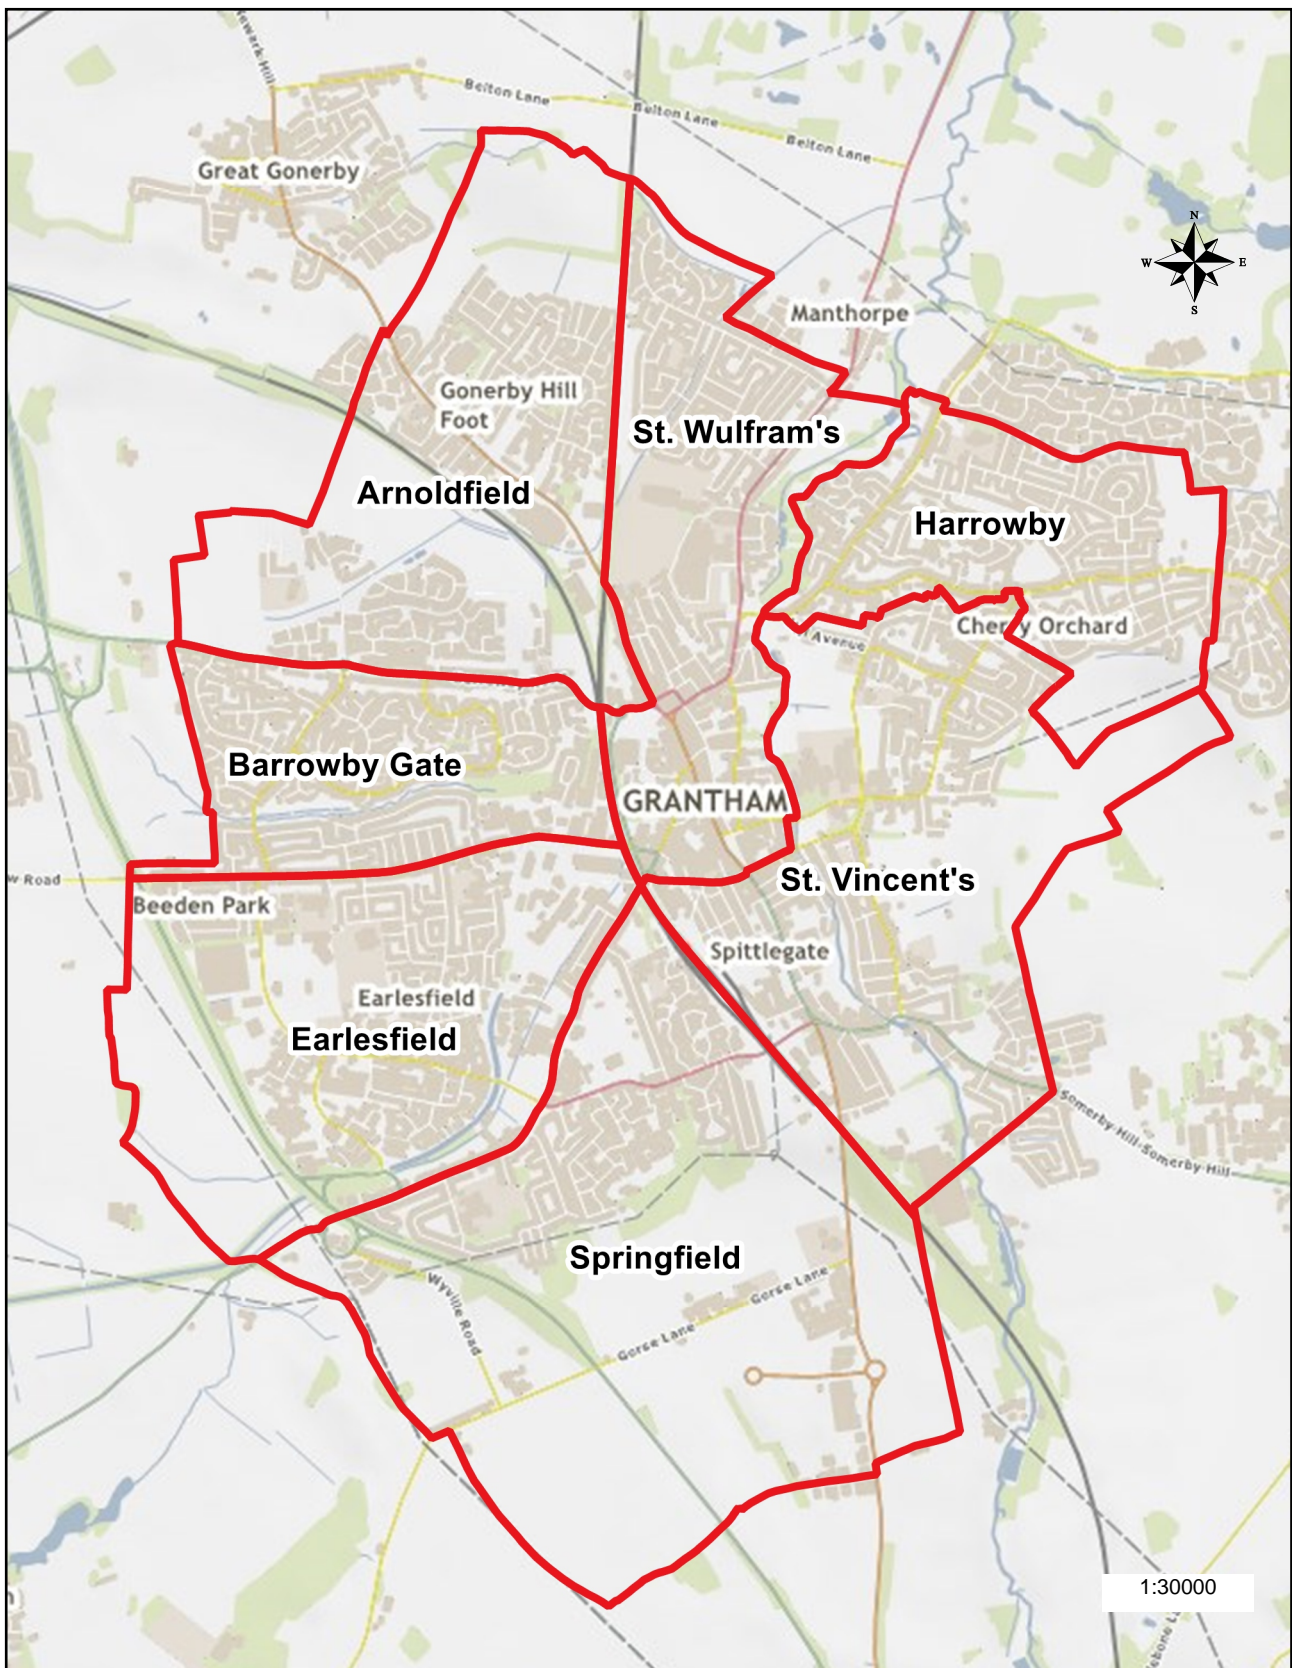 Newark-Hill
Belton Lane
Belton Lane
Belton Lane
Great Gonerby
N
W
E
S
Manthorpe
Gonerby Hill
Foot
St. Wulfram's
Arnoldfield
Harrowby
Cherry Orchard
Avenue
Barrowby Gate
GRANTHAM
w Road
St. Vincent's
Beeden Park
Spittlegate
Earlesfield
Earlesfield
Somerby-Hill-Somerby Hill
Springfield
Gorse Lane
Wyville Road
Gorse Lane
1:30000